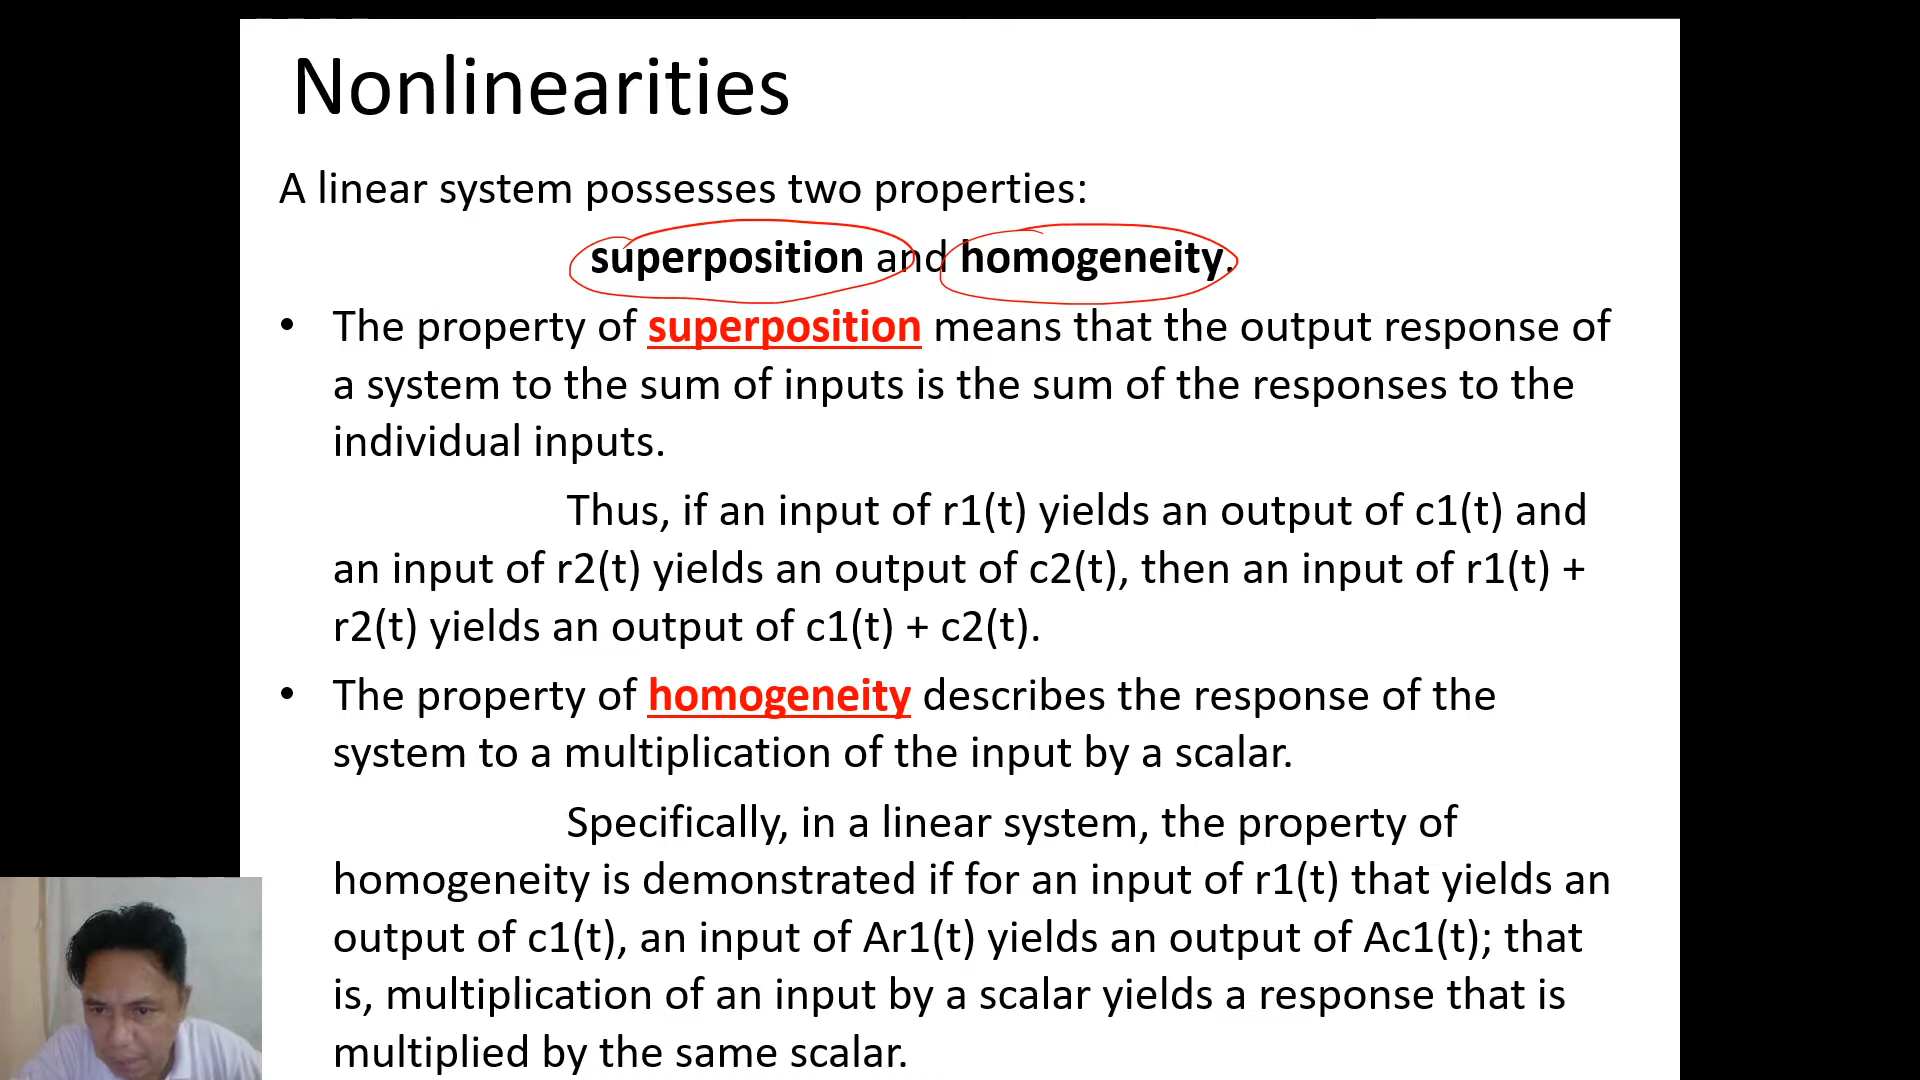 Nonlinearities
A linear system possesses two properties:
superposition and homogeneity.
• The property of superposition means that the output response of
a system to the sum of inputs is the sum of the responses to the
individual inputs.
Thus, if an input of r1(t) yields an output of c1(t) and
an input of r2(t) yields an output of c2(t), then an input of r1(t) +
r2(t) yields an output of c1(t) + c2(t).
• The property of homogeneity describes the response of the
system to a multiplication of the input by a scalar.
Specifically, in a linear system, the property of
homogeneity is demonstrated if for an input of r1(t) that yields an
output of c1(t), an input of Ar1(t) yields an output of Ac1(t); that
is, multiplication of an input by a scalar yields a response that is
multiplied by the same scalar.